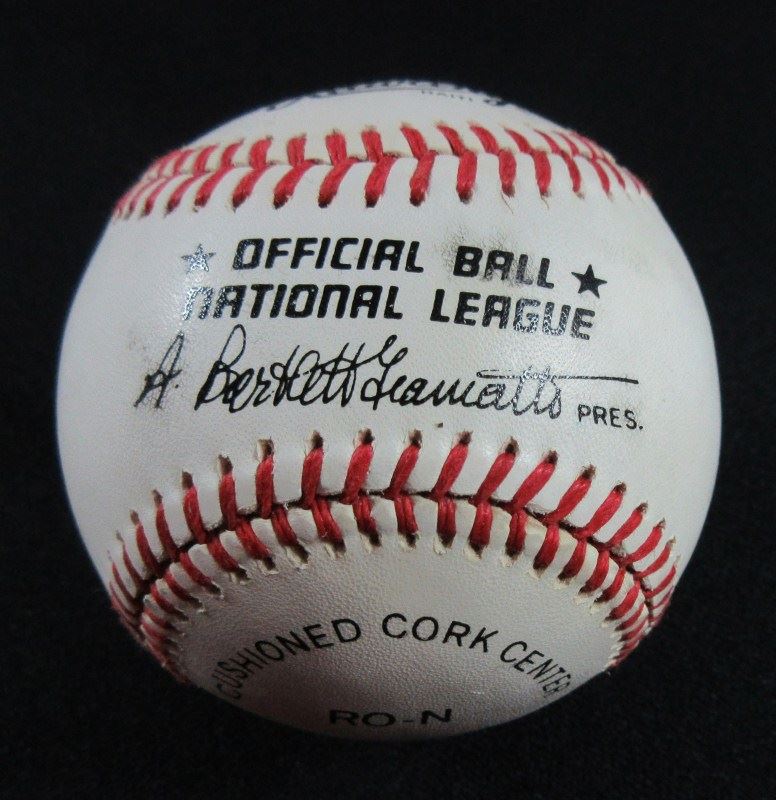 ★ OFFICIAL BALL ★
NATIONAL LEAGUE
A. Bartlett Giamatti PRES.
CUSHIONED CORK CENTER
RO-N